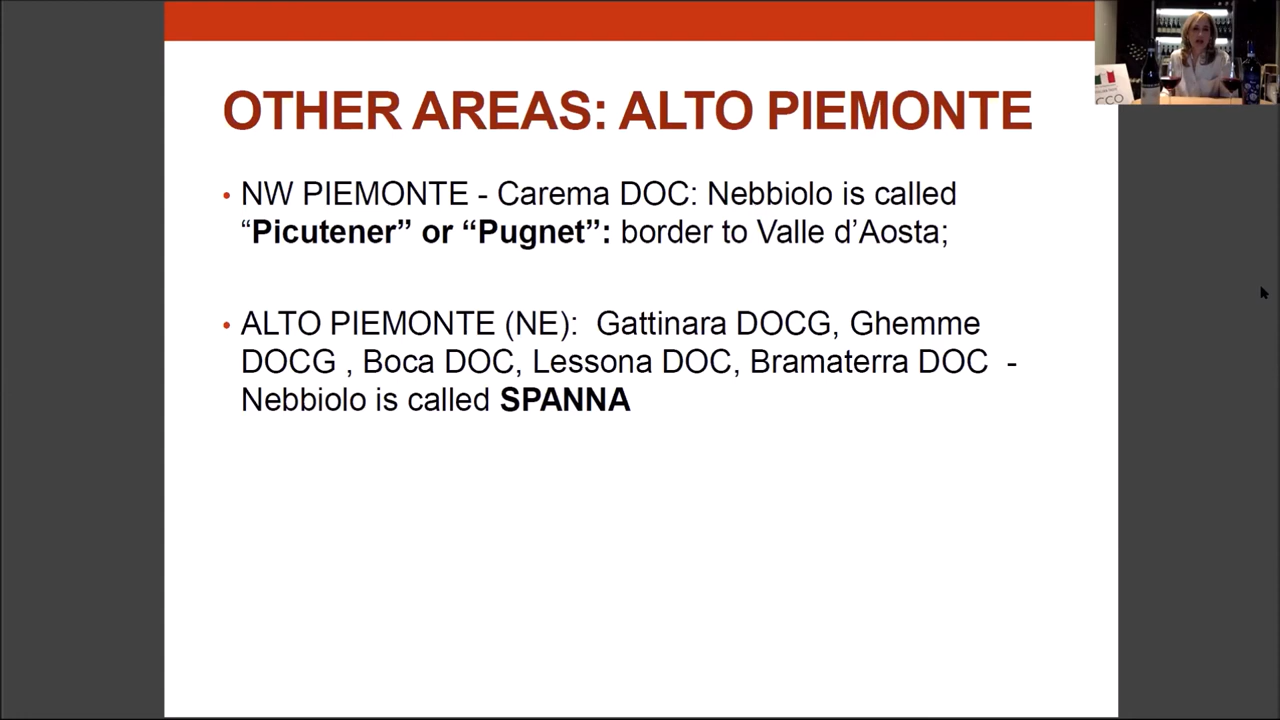 OTHER AREAS: ALTO PIEMONTE
• NW PIEMONTE - Carema DOC: Nebbiolo is called
“Picutener” or “Pugnet”: border to Valle d’Aosta;
• ALTO PIEMONTE (NE):  Gattinara DOCG, Ghemme
DOCG , Boca DOC, Lessona DOC, Bramaterra DOC  -
Nebbiolo is called SPANNA